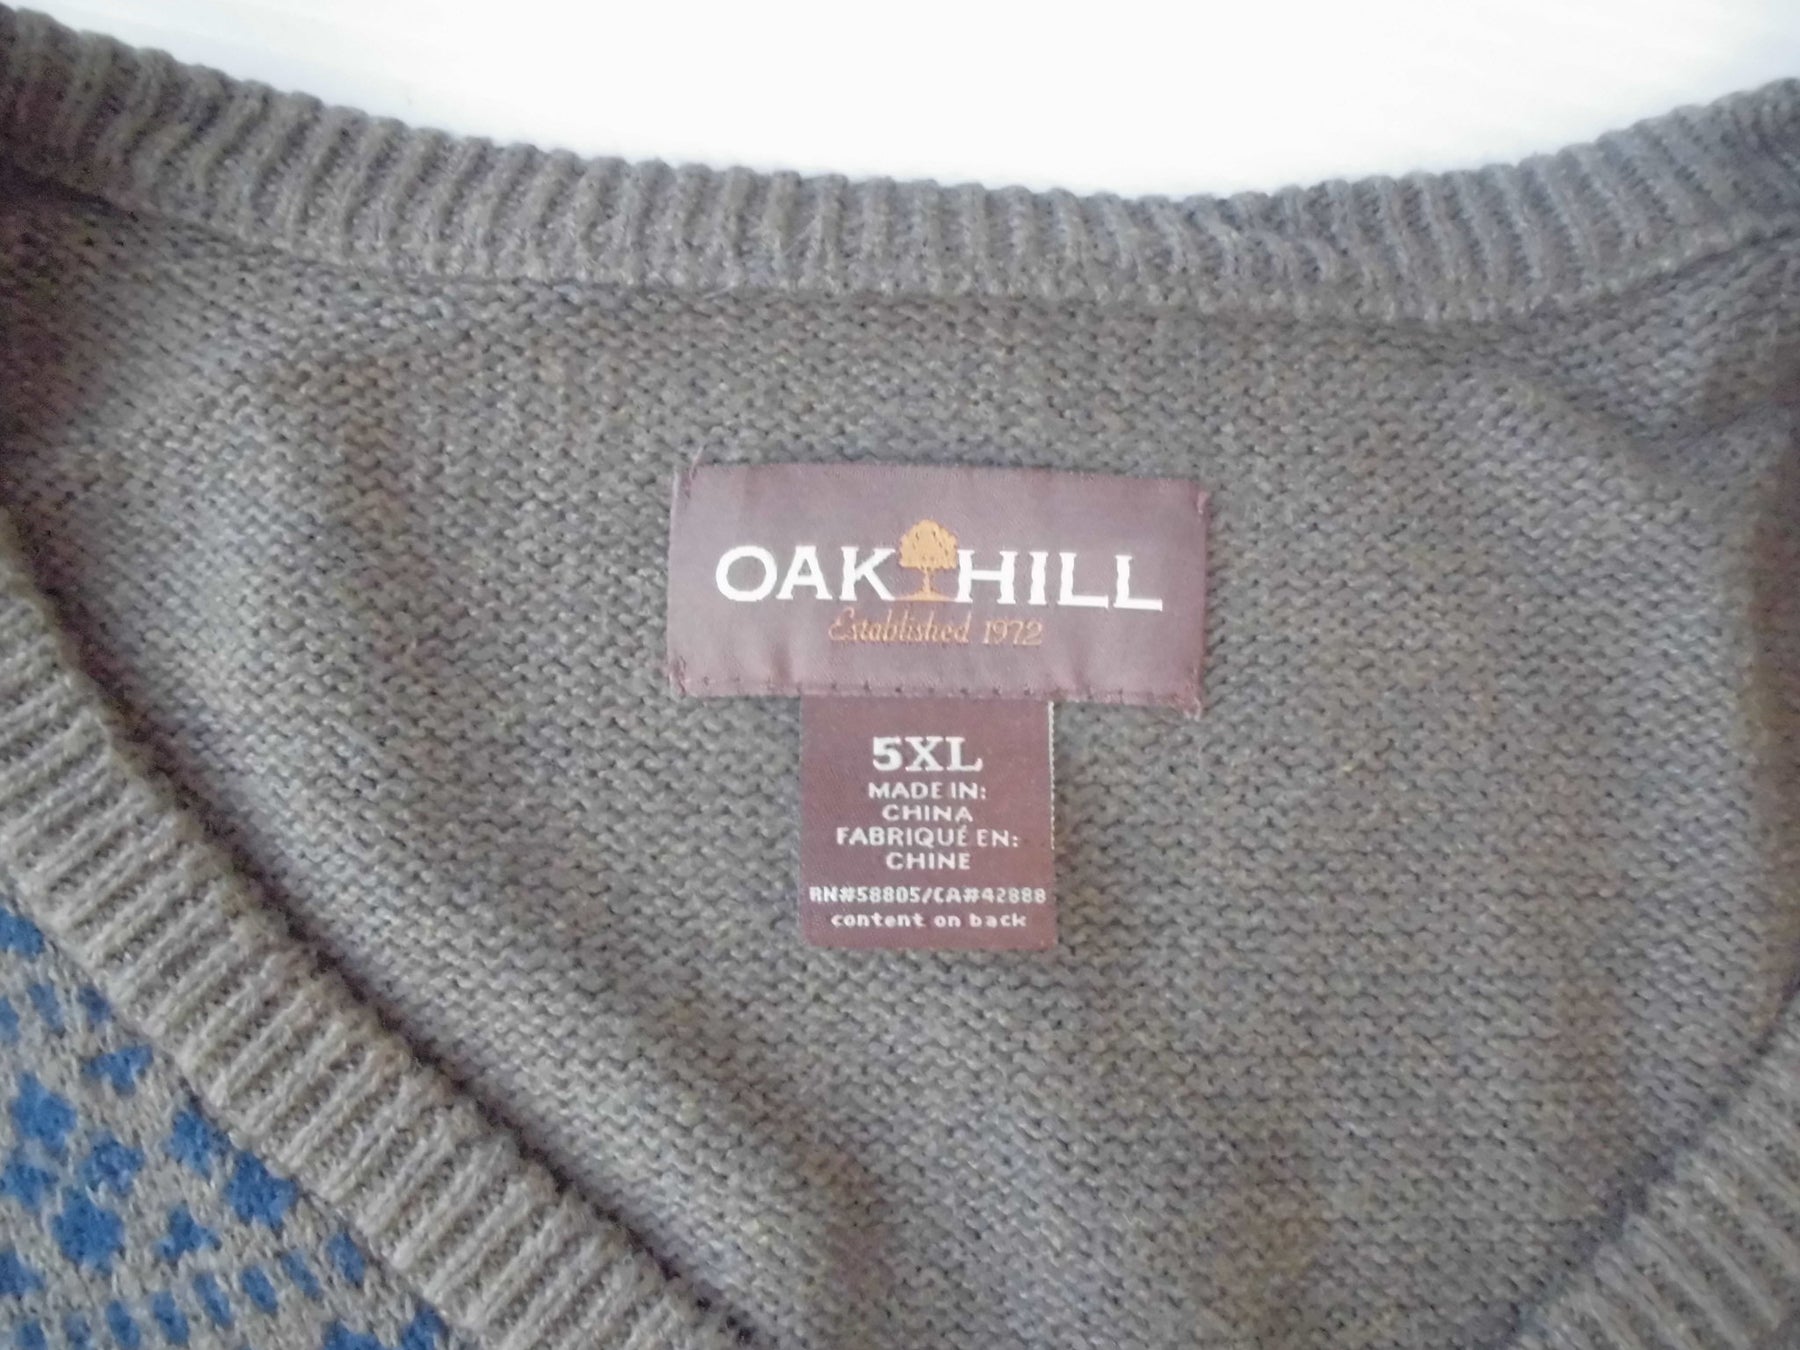 OAK HILL
Established 1972
5XL
MADE IN:
CHINA
FABRIQUÉ EN:
CHINE
RN#58805/CA#42888
content on back